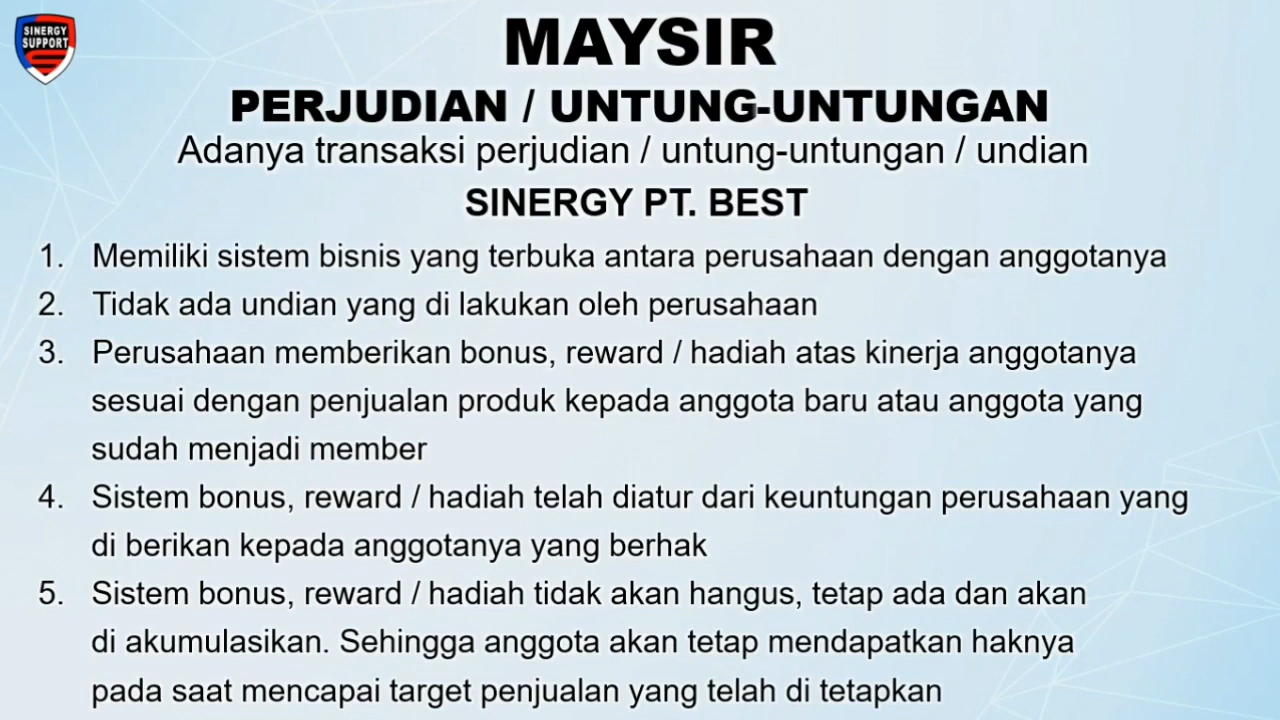 SINERGY
SUPPORT
MAYSIR
PERJUDIAN / UNTUNG-UNTUNGAN
Adanya transaksi perjudian / untung-untungan / undian
SINERGY PT. BEST
1. Memiliki sistem bisnis yang terbuka antara perusahaan dengan anggotanya
2. Tidak ada undian yang di lakukan oleh perusahaan
3. Perusahaan memberikan bonus, reward / hadiah atas kinerja anggotanya
sesuai dengan penjualan produk kepada anggota baru atau anggota yang
sudah menjadi member
4. Sistem bonus, reward / hadiah telah diatur dari keuntungan perusahaan yang
di berikan kepada anggotanya yang berhak
5. Sistem bonus, reward / hadiah tidak akan hangus, tetap ada dan akan
di akumulasikan. Sehingga anggota akan tetap mendapatkan haknya
pada saat mencapai target penjualan yang telah di tetapkan